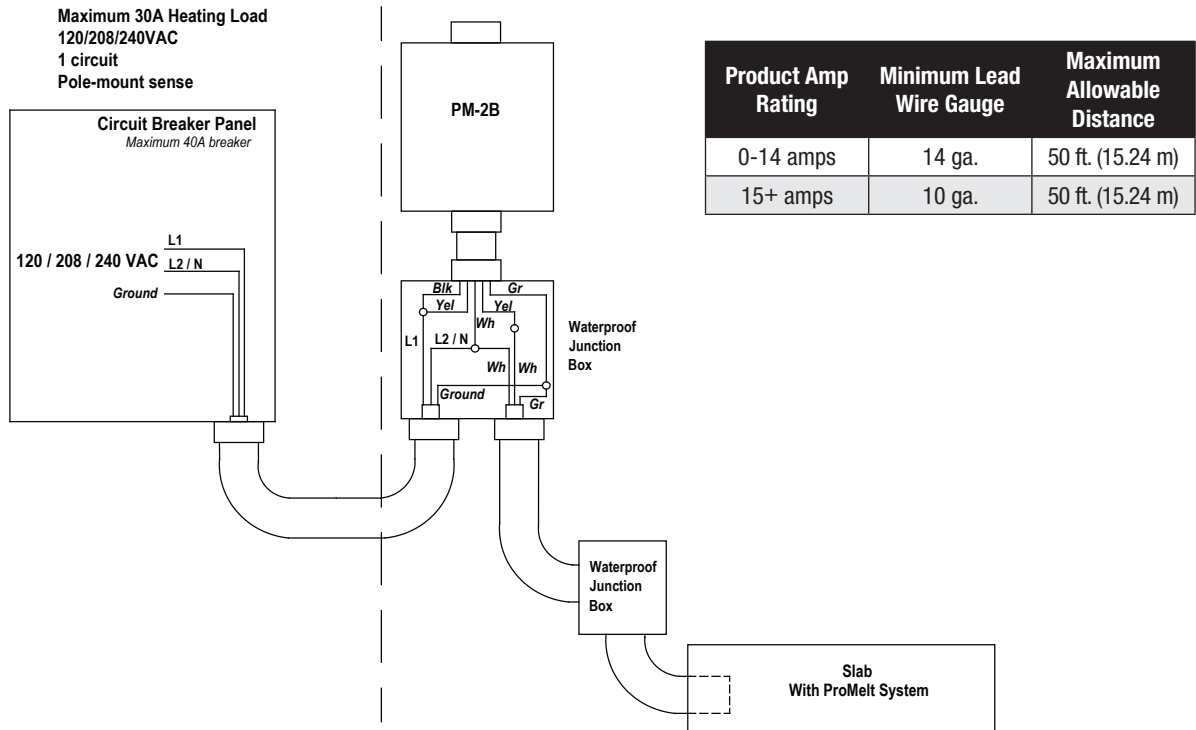 Maximum 30A Heating Load
120/208/240VAC
1 circuit
Pole-mount sense
Circuit Breaker Panel
Maximum 40A breaker
L1
120 / 208 / 240 VAC
L2 / N
Ground
PM-2B
Blk
Gr
Yel
Yel
Wh
L1
L2 / N
Wh
Wh
Ground
Gr
Waterproof
Junction
Box
Waterproof
Junction
Box
Slab
With ProMelt System
Product Amp
Rating
Minimum Lead
Wire Gauge
Maximum
Allowable
Distance
0-14 amps
14 ga.
50 ft. (15.24 m)
15+ amps
10 ga.
50 ft. (15.24 m)